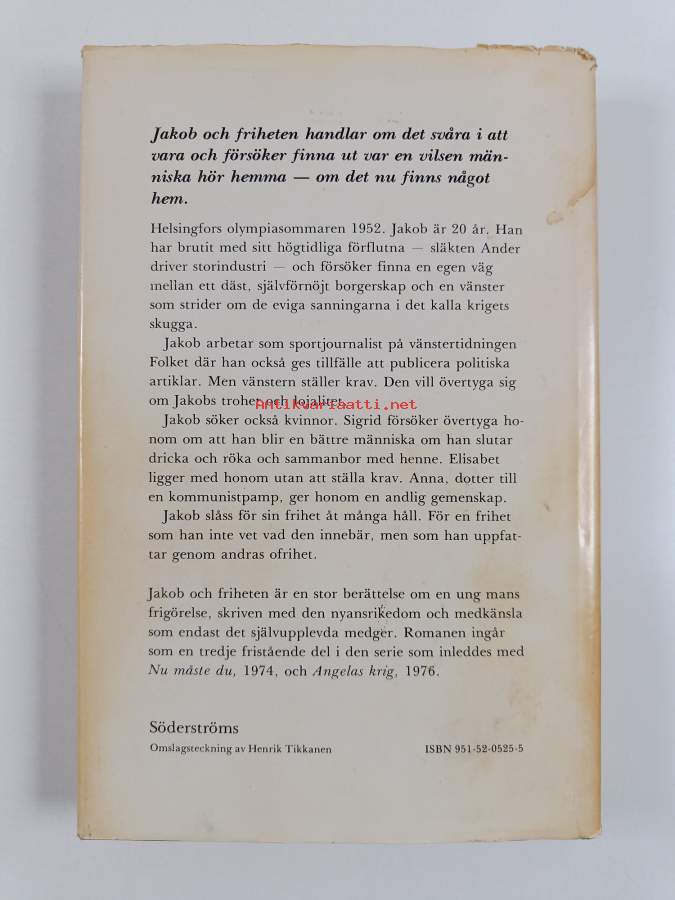 Jakob och friheten handlar om det svåra i att
vara och försöker finna ut var en vilsen män-
niska hör hemma — om det nu finns något
hem.
Helsingfors olympiasommaren 1952. Jakob är 20 år. Han
har brutit med sitt högtidliga förflutna — släkten Ander
driver storindustri — och försöker finna en egen väg
mellan ett däst, självförnöjt borgerskap och en vänster
som strider om de eviga sanningarna i det kalla krigets
skugga.
Jakob arbetar som sportjournalist på vänstertidningen
Folket där han också ges tillfälle att publicera politiska
artiklar. Men vänstern ställer krav. Den vill övertyga sig
om Jakobs trohet och lojalitet.
Antikvariaatti.net
Jakob söker också kvinnor. Sigrid försöker övertyga ho-
nom om att han blir en bättre människa om han slutar
dricka och röka och sammanbor med henne. Elisabet
ligger med honom utan att ställa krav. Anna, dotter till
en kommunistpamp, ger honom en andlig gemenskap.
Jakob slåss för sin frihet åt många håll. För en frihet
som han inte vet vad den innebär, men som han uppfat-
tar genom andras ofrihet.
Jakob och friheten är en stor berättelse om en ung mans
frigörelse, skriven med den nyansrikedom och medkänsla
som endast det självupplevda medger. Romanen ingår
som en tredje fristående del i den serie som inleddes med
Nu måste du, 1974, och Angelas krig, 1976.
Söderströms
Omslagsteckning av Henrik Tikkanen ISBN 951-52-0525-5